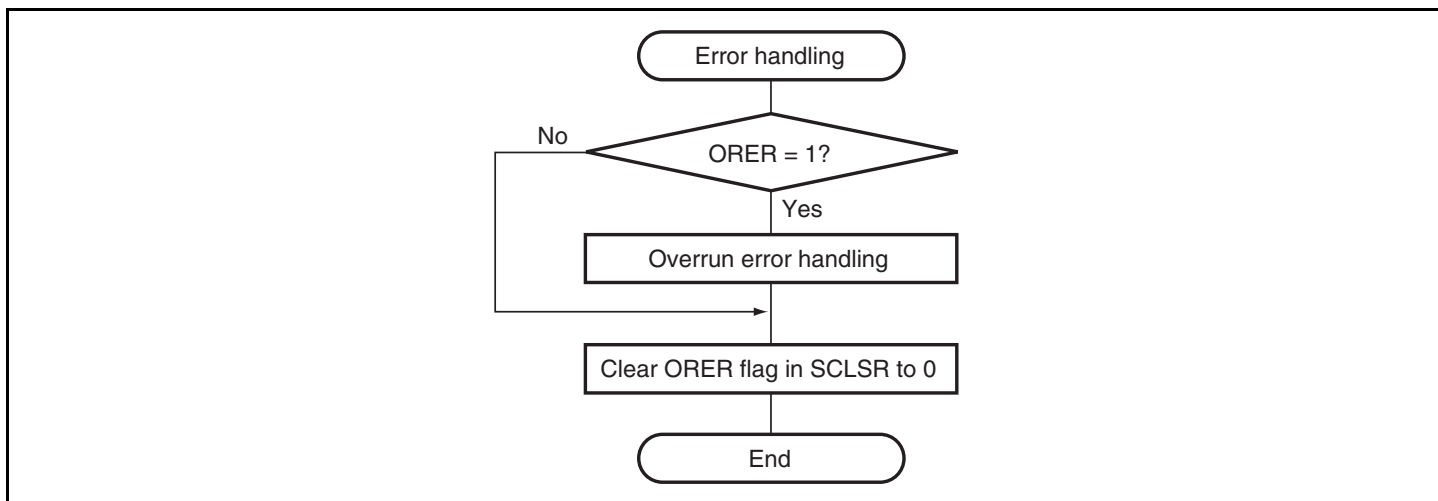 Error handling
No
ORER = 1?
Yes
Overrun error handling
Clear ORER flag in SCLSR to 0
End